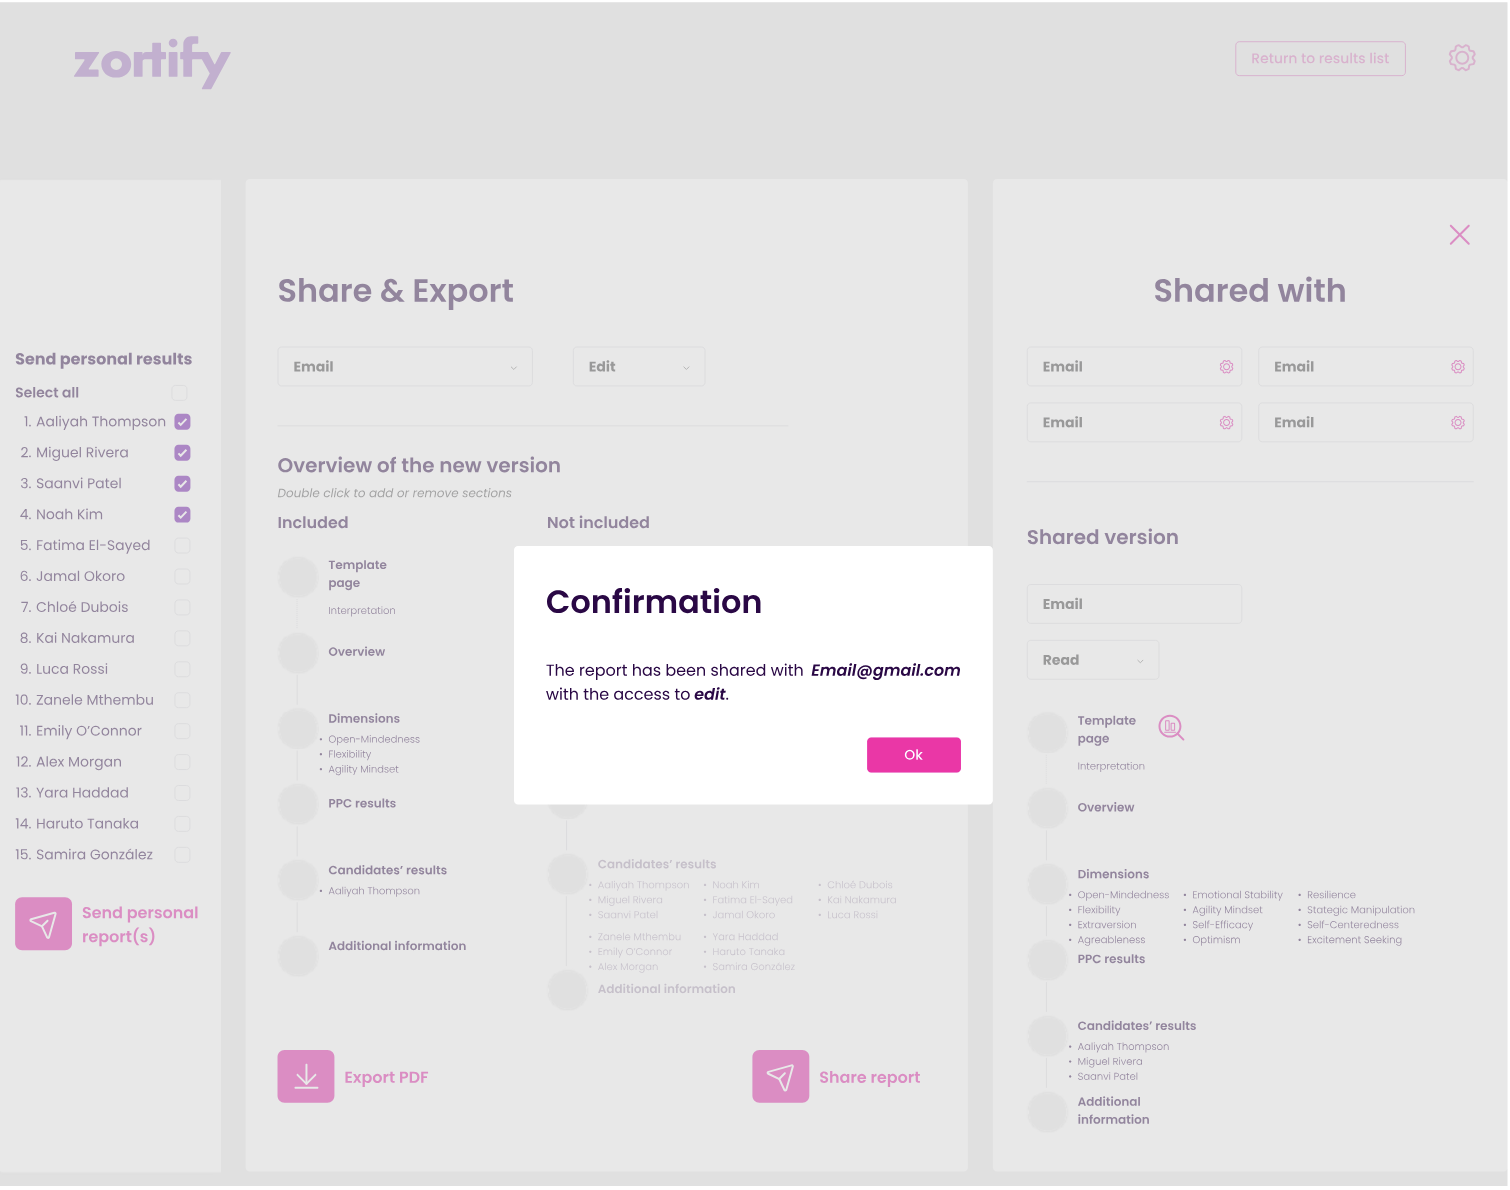 zortify
Return to results list
Send personal results
Select all
1. Aaliyah Thompson
2. Miguel Rivera
3. Saanvi Patel
4. Noah Kim
5. Fatima El-Sayed
6. Jamal Okoro
7. Chloé Dubois
8. Kai Nakamura
9. Luca Rossi
10. Zanele Mthembu
11. Emily O’Connor
12. Alex Morgan
13. Yara Haddad
14. Haruto Tanaka
15. Samira González
Send personal
report(s)
Share & Export
Email
Edit
Overview of the new version
Double click to add or remove sections
Included
Template
page
Interpretation
Overview
Dimensions
• Open-Mindedness
• Flexibility
• Agility Mindset
PPC results
Candidates’ results
• Aaliyah Thompson
Additional information
Not included
Candidates’ results
• Aaliyah Thompson • Noah Kim • Chloé Dubois
• Miguel Rivera • Fatima El-Sayed • Kai Nakamura
• Saanvi Patel • Jamal Okoro • Luca Rossi
• Zanele Mthembu • Yara Haddad
• Emily O’Connor • Haruto Tanaka
• Alex Morgan • Samira González
Additional information
Export PDF
Share report
Confirmation
The report has been shared with Email@gmail.com
with the access to edit.
Ok
Shared with
Email
Email
Email
Email
Shared version
Email
Read
Template
page
Interpretation
Overview
Dimensions
• Open-Mindedness • Emotional Stability • Resilience
• Flexibility • Agility Mindset • Stategic Manipulation
• Extraversion • Self-Efficacy • Self-Centeredness
• Agreableness • Optimism • Excitement Seeking
PPC results
Candidates’ results
• Aaliyah Thompson
• Miguel Rivera
• Saanvi Patel
Additional
information